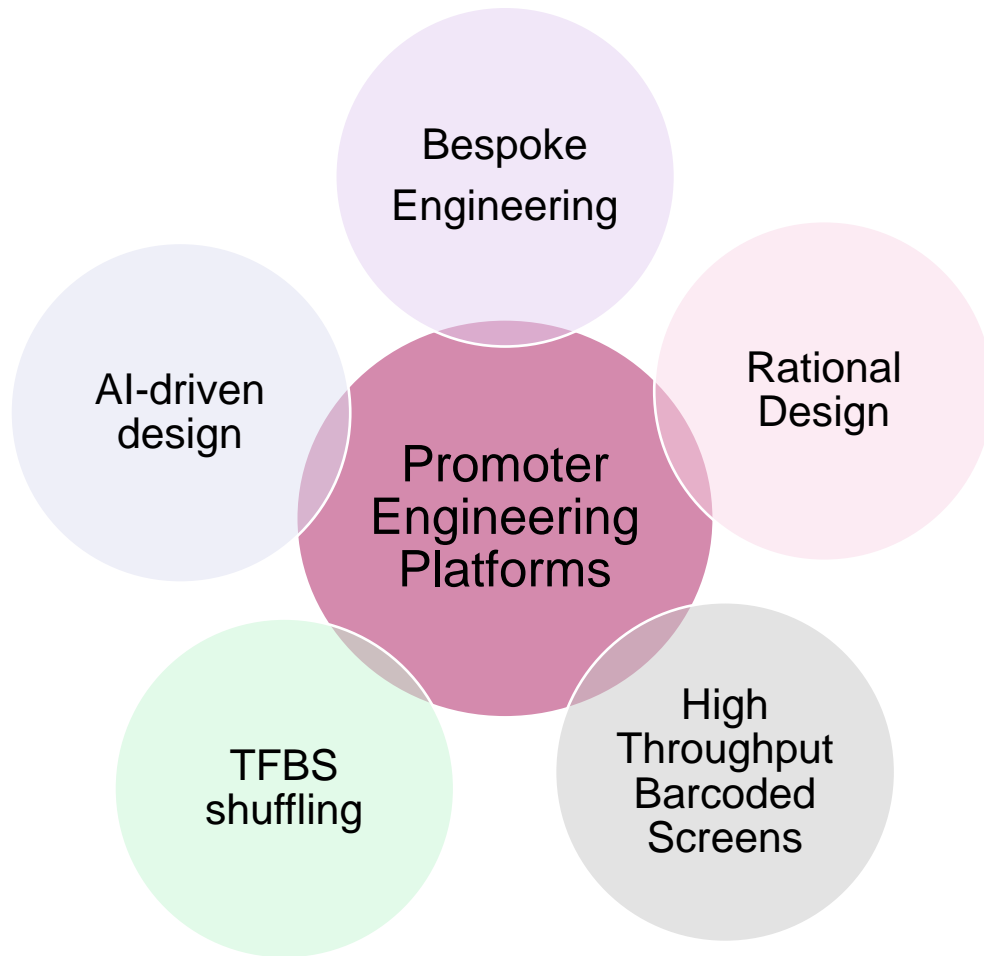 Bespoke
Engineering
Rational
Design
High
Throughput
Barcoded
Screens
TFBS
shuffling
AI-driven
design
Promoter
Engineering
Platforms